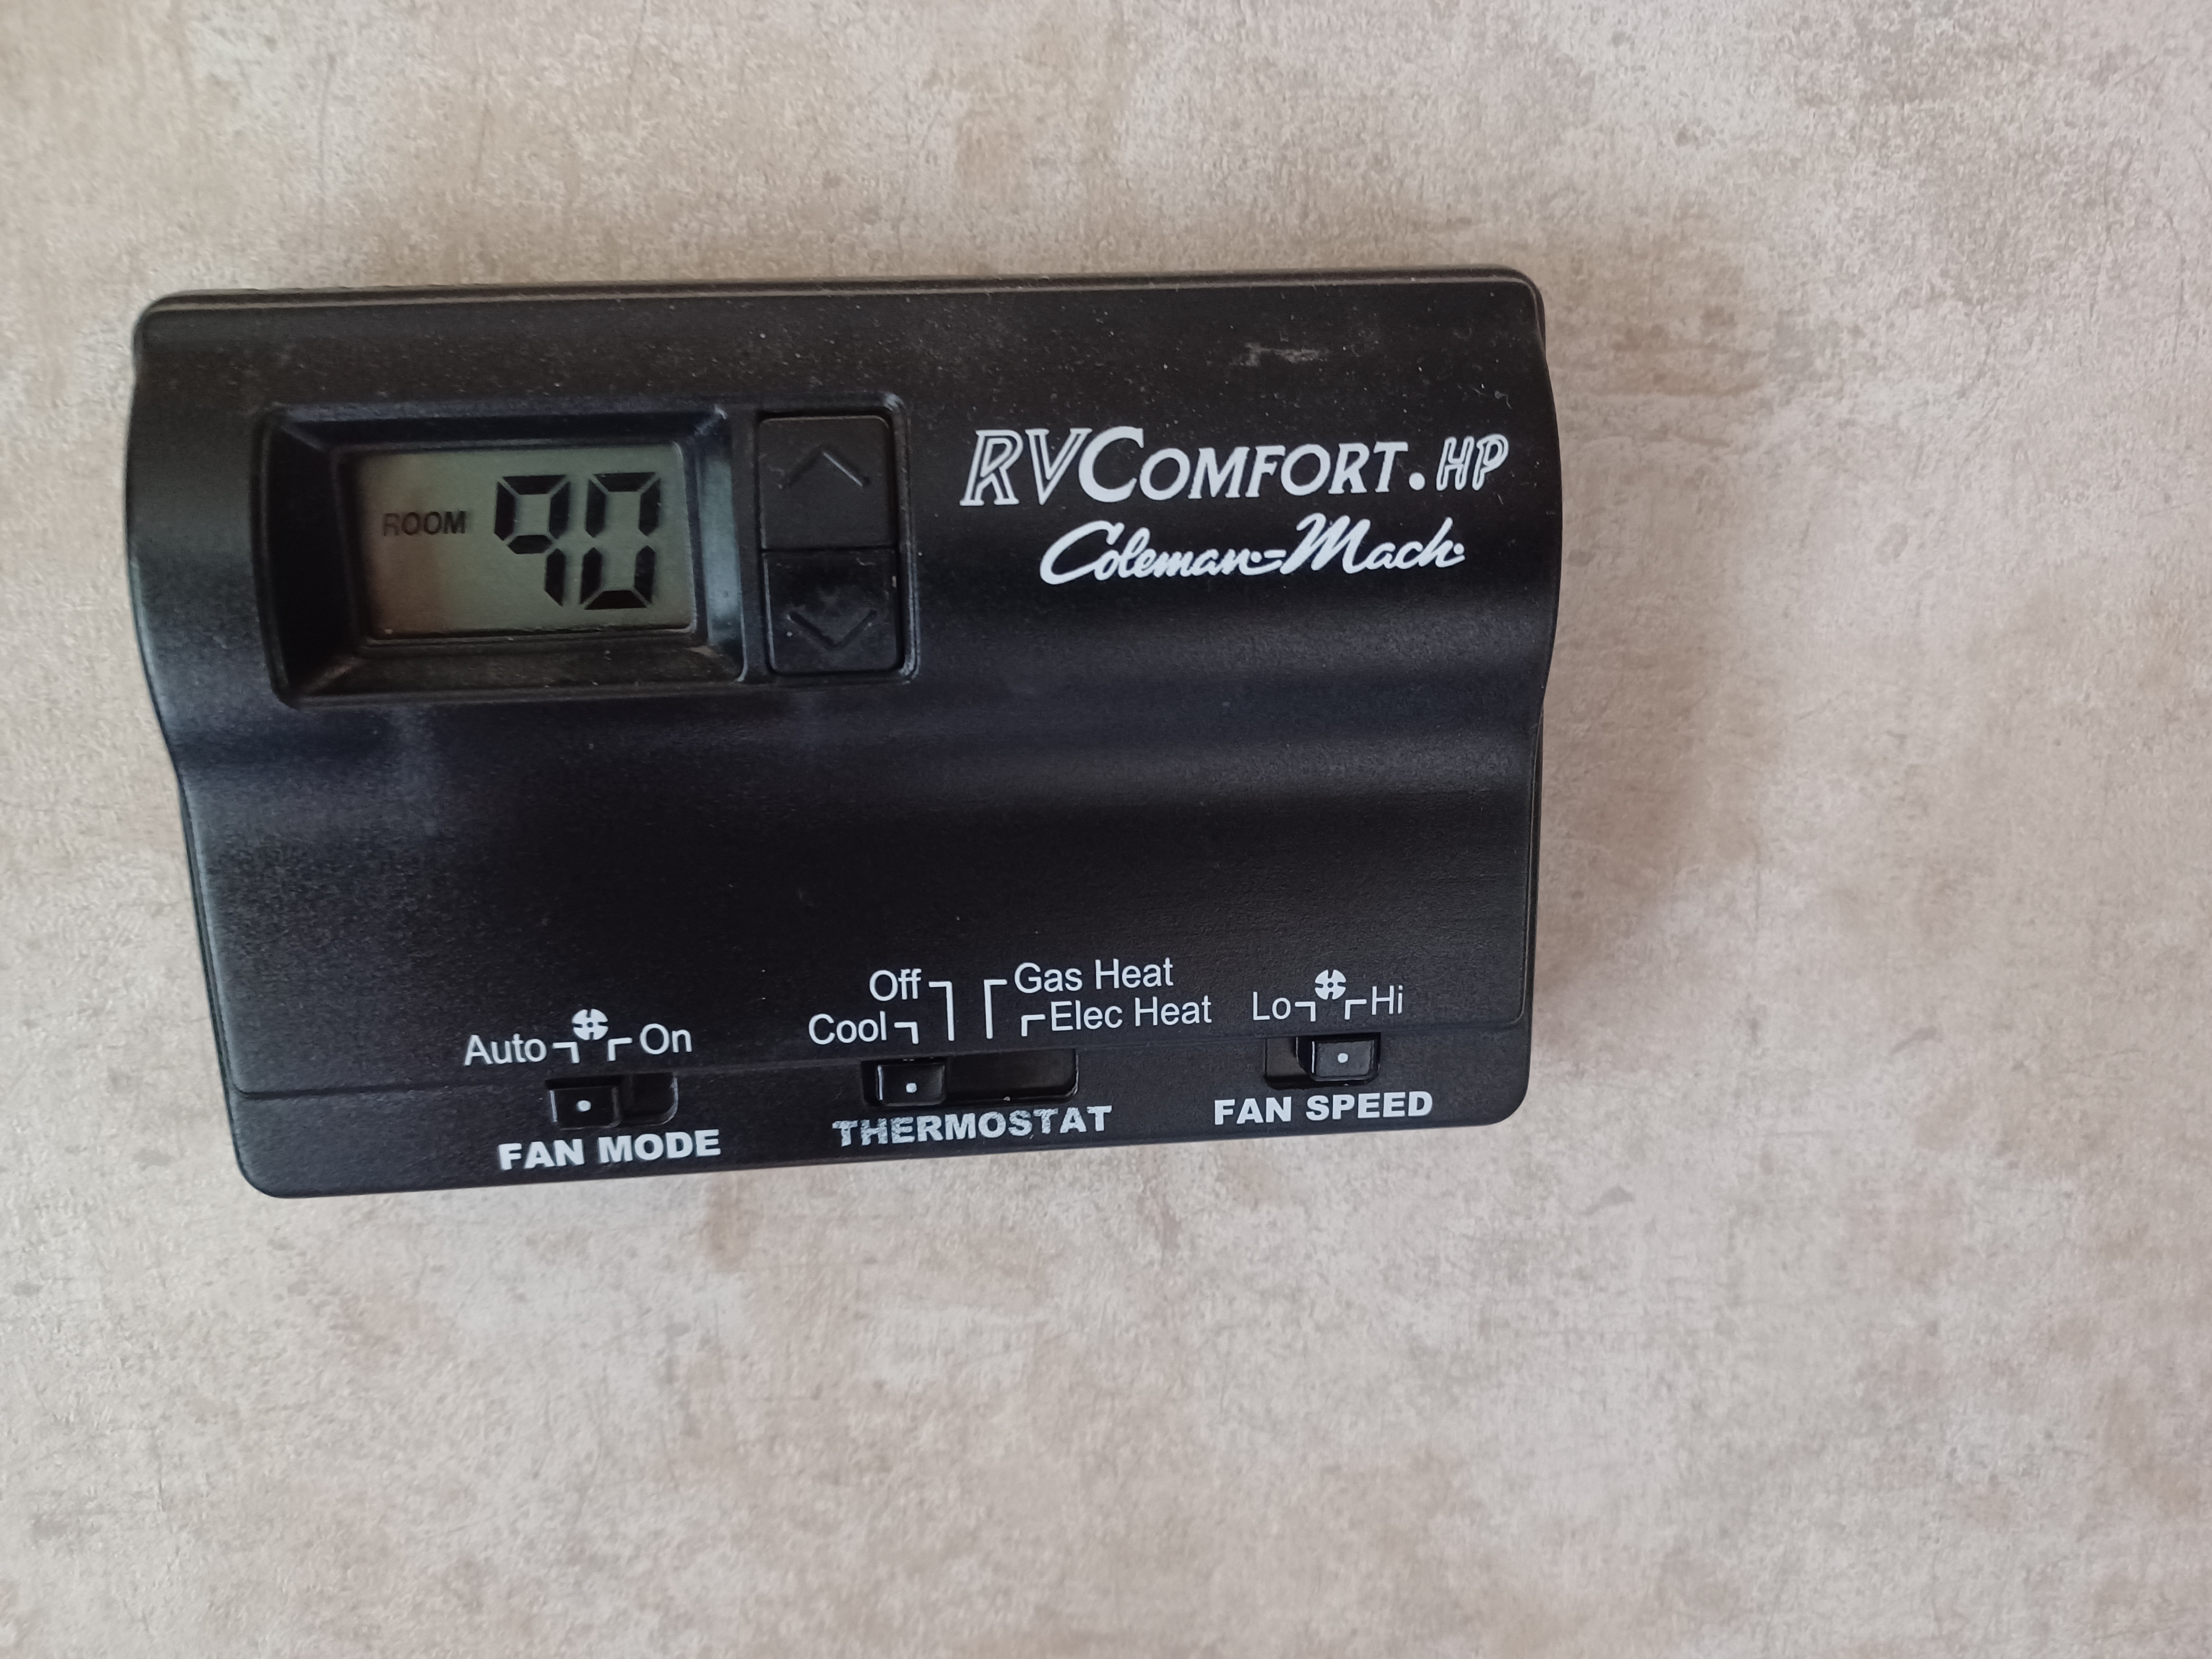 ROOM 90
RVCOMFORT.HP
Coleman-Mach
Off Gas Heat
Cool Elec Heat
Auto On
Lo Hi
FAN MODE
THERMOSTAT
FAN SPEED